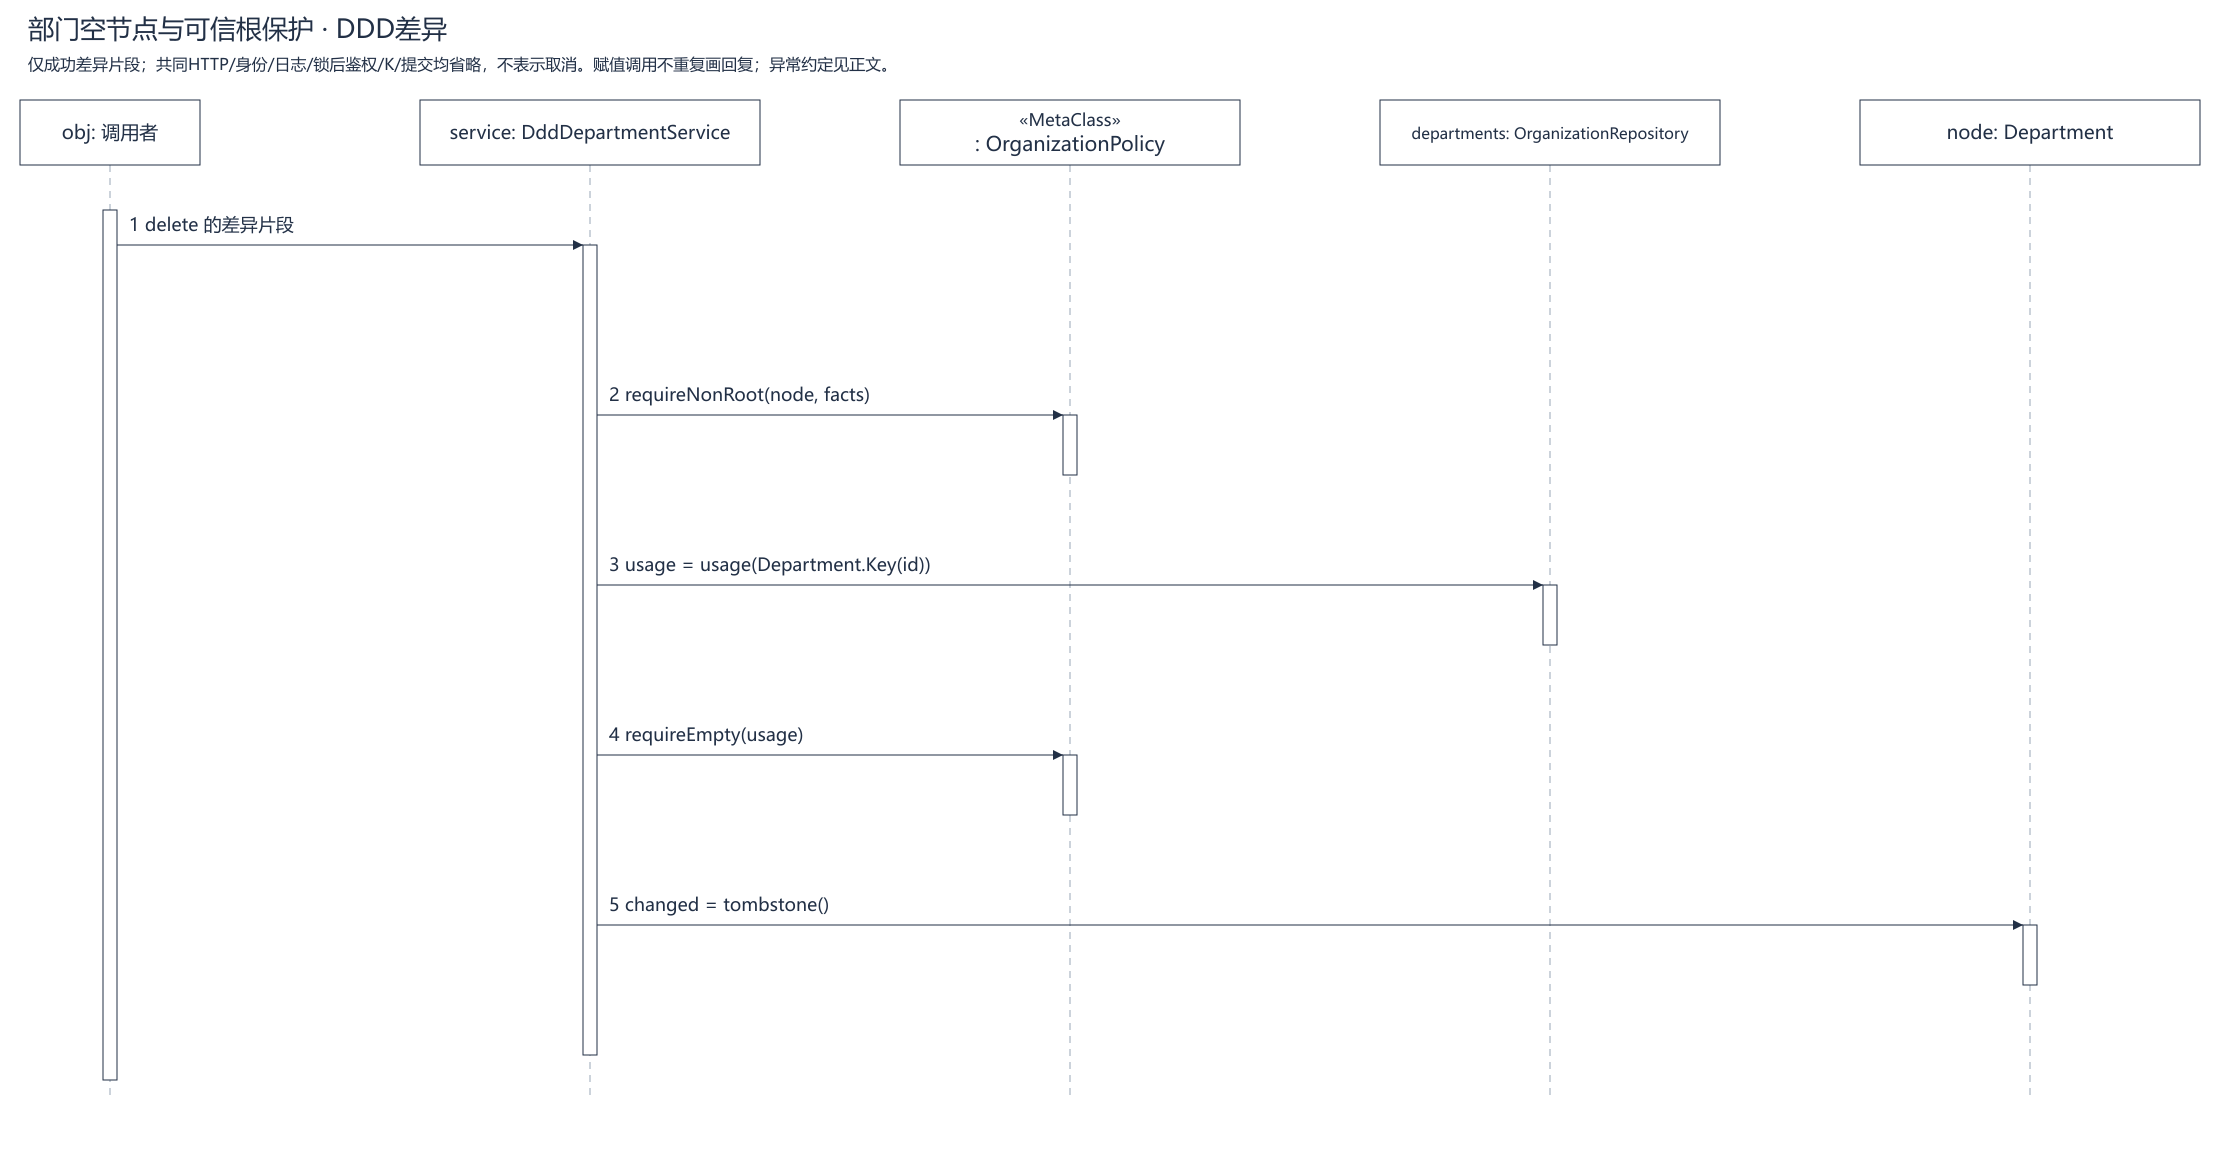 部门空节点与可信根保护 · DDD差异
仅成功差异片段；共同HTTP/身份/日志/锁后鉴权/K/提交均省略，不表示取消。赋值调用不重复画回复；异常约定见正文。
obj: 调用者
service: DddDepartmentService
«MetaClass»
: OrganizationPolicy
departments: OrganizationRepository
node: Department
1 delete 的差异片段
2 requireNonRoot(node, facts)
3 usage = usage(Department.Key(id))
4 requireEmpty(usage)
5 changed = tombstone()